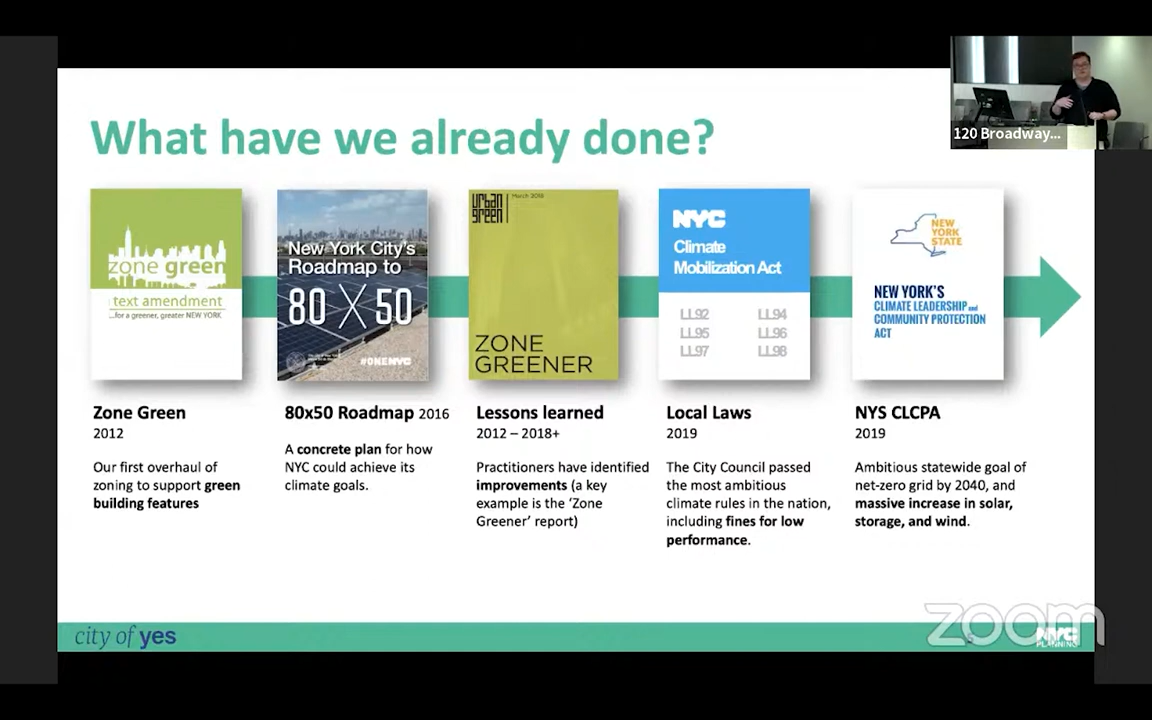 120 Broadway...
What have we already done?
zone green
text amendment
...for a greener, greater NEW YORK
New York City's
Roadmap to
80 X 50
#ONENYC
urban
green
March 2018
ZONE
GREENER
NYC
Climate
Mobilization Act
LL92 LL94
LL95 LL96
LL97 LL98
NEW
YORK
STATE
NEW YORK'S
CLIMATE LEADERSHIP and
COMMUNITY PROTECTION
ACT
Zone Green
2012
Our first overhaul of
zoning to support green
building features
80x50 Roadmap 2016
A concrete plan for how
NYC could achieve its
climate goals.
Lessons learned
2012 – 2018+
Practitioners have identified
improvements (a key
example is the 'Zone
Greener' report)
Local Laws
2019
The City Council passed
the most ambitious
climate rules in the nation,
including fines for low
performance.
NYS CLCPA
2019
Ambitious statewide goal of
net-zero grid by 2040, and
massive increase in solar,
storage, and wind.
city of yes
zoom
5
NYC
PLANNING